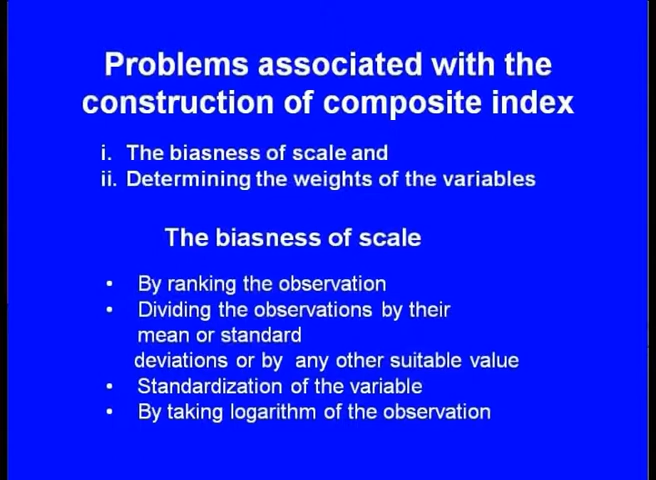 Problems associated with the
construction of composite index
i. The biasness of scale and
ii. Determining the weights of the variables
The biasness of scale
• By ranking the observation
• Dividing the observations by their
mean or standard
deviations or by any other suitable value
• Standardization of the variable
• By taking logarithm of the observation